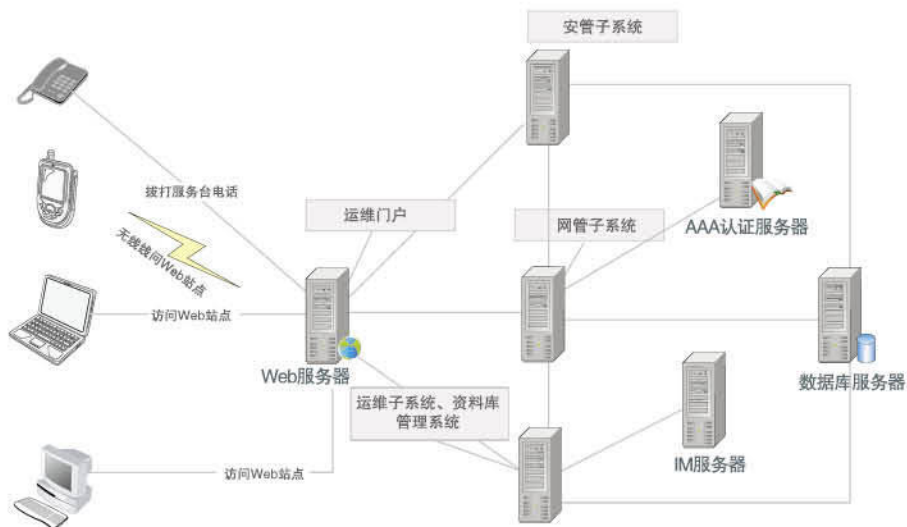 安管子系统
拨打服务台电话
运维门户
网管子系统
AAA认证服务器
无线线问Web站点
访问Web站点
Web服务器
数据库服务器
运维子系统、资料库
管理系统
访问Web站点
IM服务器